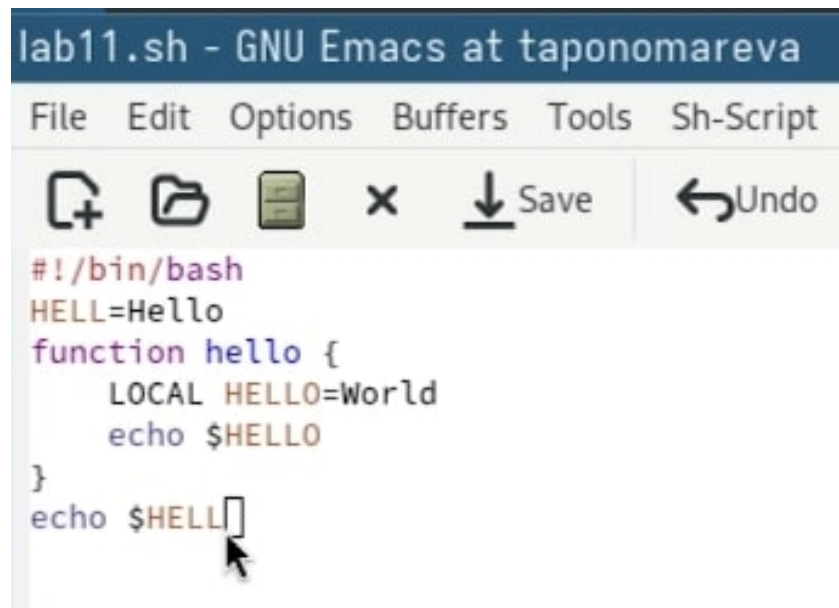 lab11.sh - GNU Emacs at taponomareva
File Edit Options Buffers Tools Sh-Script
Save Undo
#!/bin/bash
HELL=Hello
function hello {
    LOCAL HELLO=World
    echo $HELLO
}
echo $HELL